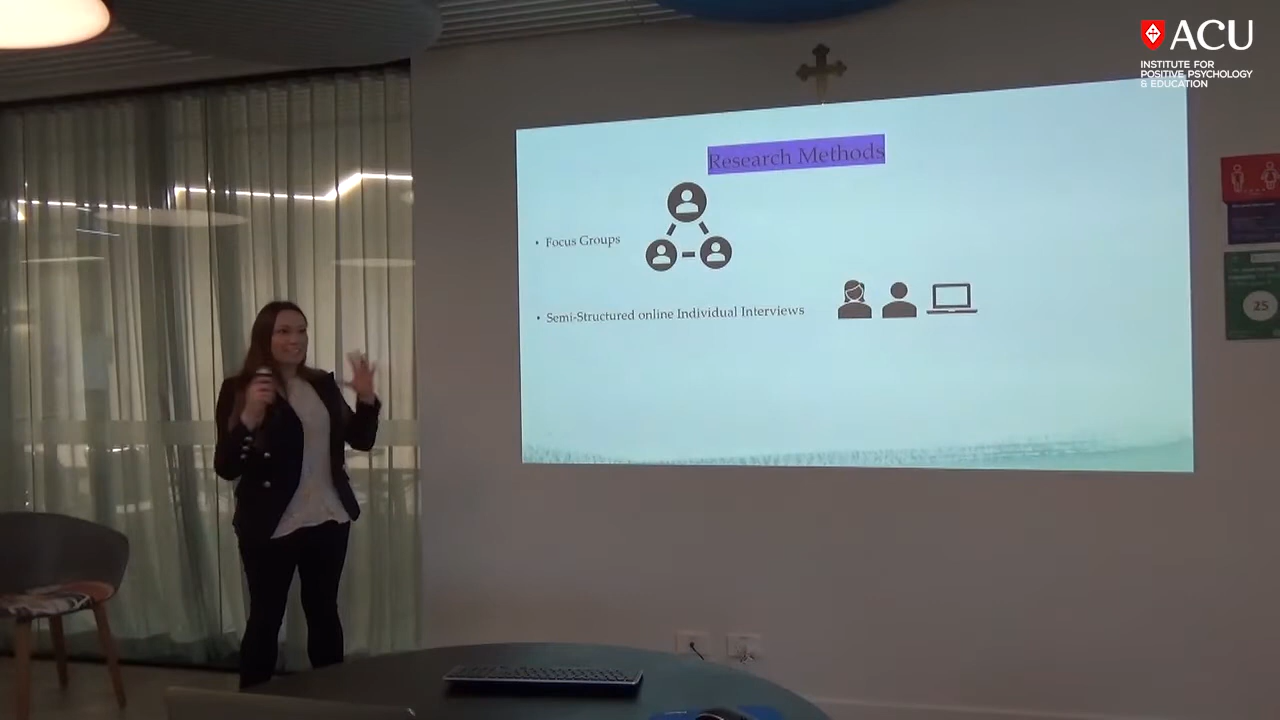 ACU
INSTITUTE FOR
POSITIVE PSYCHOLOGY
& EDUCATION
Research Methods
• Focus Groups
• Semi-Structured online Individual Interviews
25